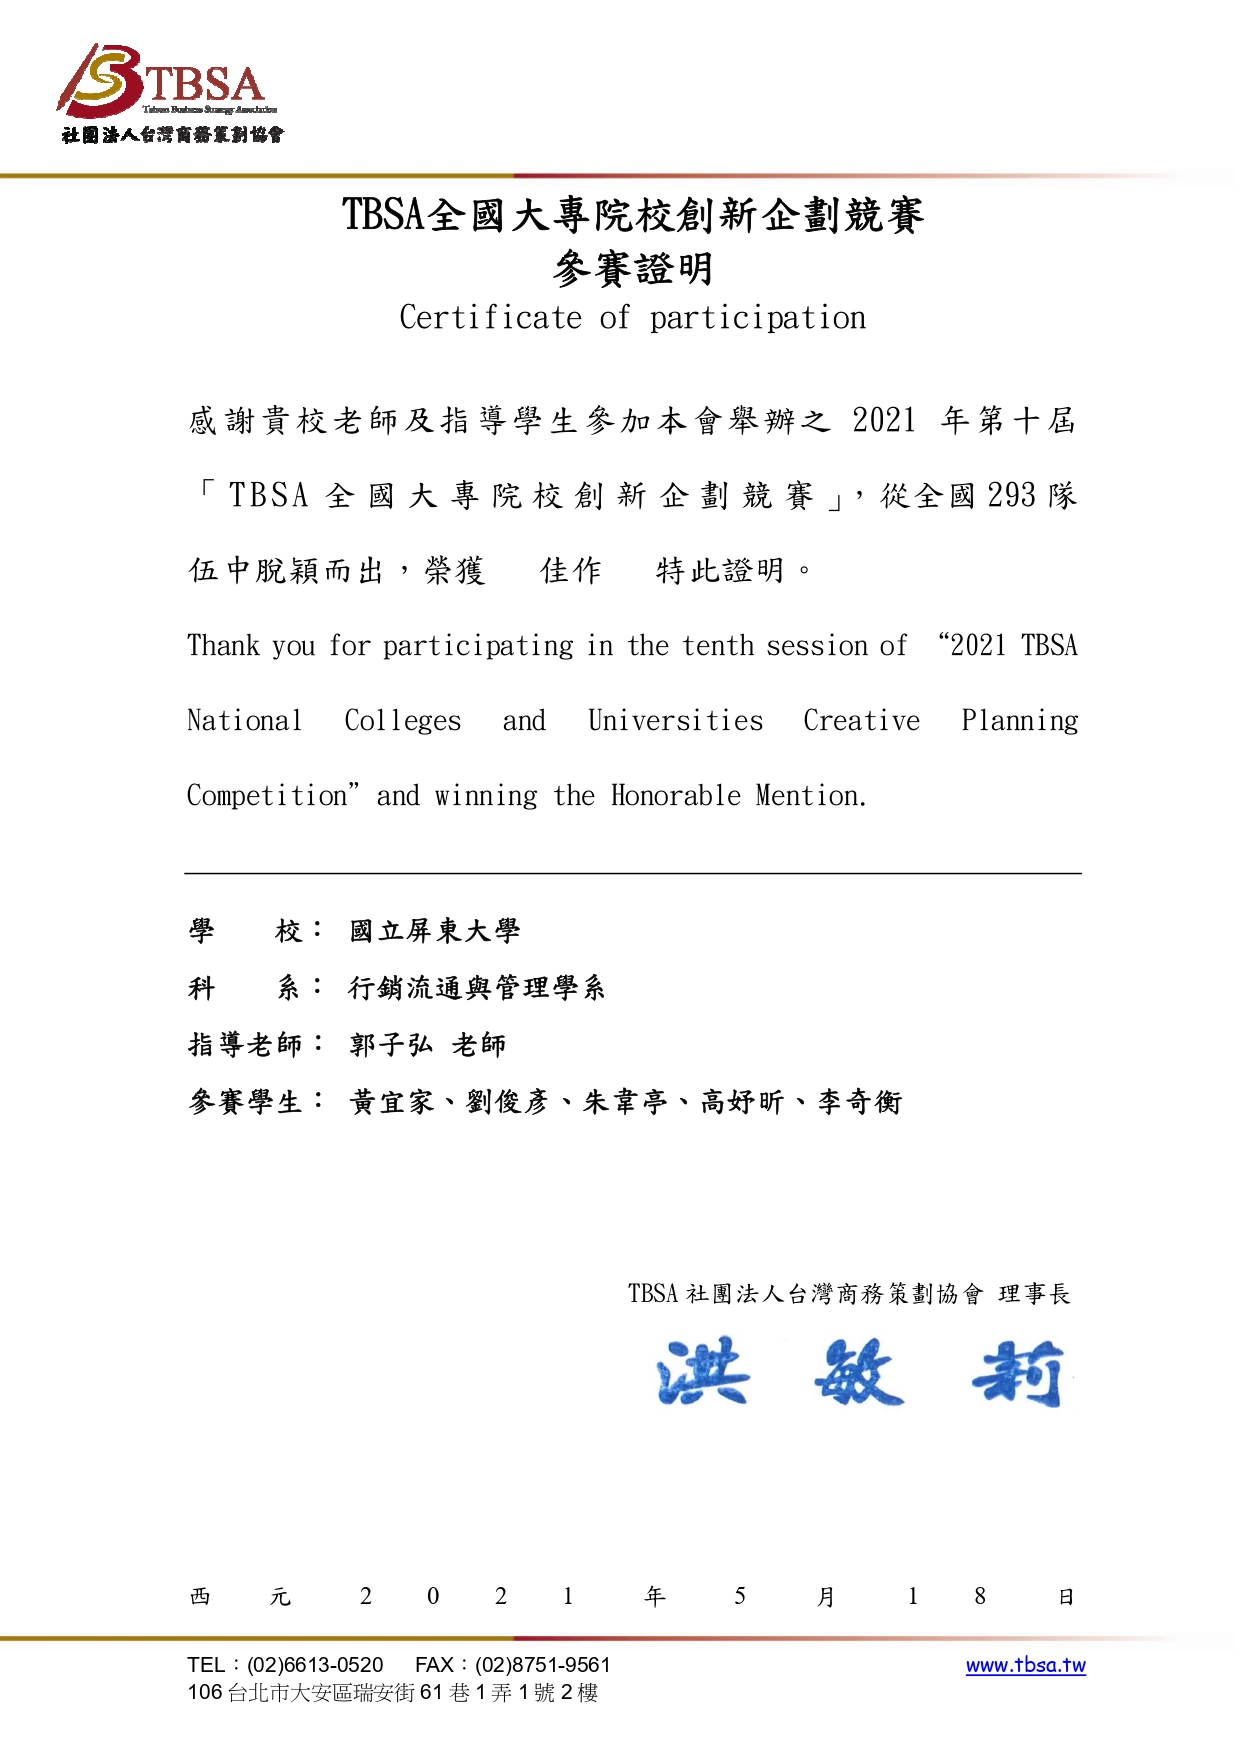 TBSA
Taiwan Business Strategy Association
社團法人台灣商務策劃協會
TBSA全國大專院校創新企劃競賽
參賽證明
Certificate of participation
感謝貴校老師及指導學生參加本會舉辦之 2021 年第十屆
「TBSA 全國大專院校創新企劃競賽」，從全國 293 隊
伍中脫穎而出，榮獲 佳作 特此證明。
Thank you for participating in the tenth session of “2021 TBSA
National Colleges and Universities Creative Planning
Competition”and winning the Honorable Mention.
學 校： 國立屏東大學
科 系： 行銷流通與管理學系
指導老師： 郭子弘 老師
參賽學生： 黃宜家、劉俊彥、朱韋亭、高妤昕、李奇衡
TBSA 社團法人台灣商務策劃協會 理事長
洪 敏 莉
西 元 2 0 2 1 年 5 月 1 8 日
TEL：(02)6613-0520 FAX：(02)8751-9561 www.tbsa.tw
106 台北市大安區瑞安街 61 巷 1 弄 1 號 2 樓